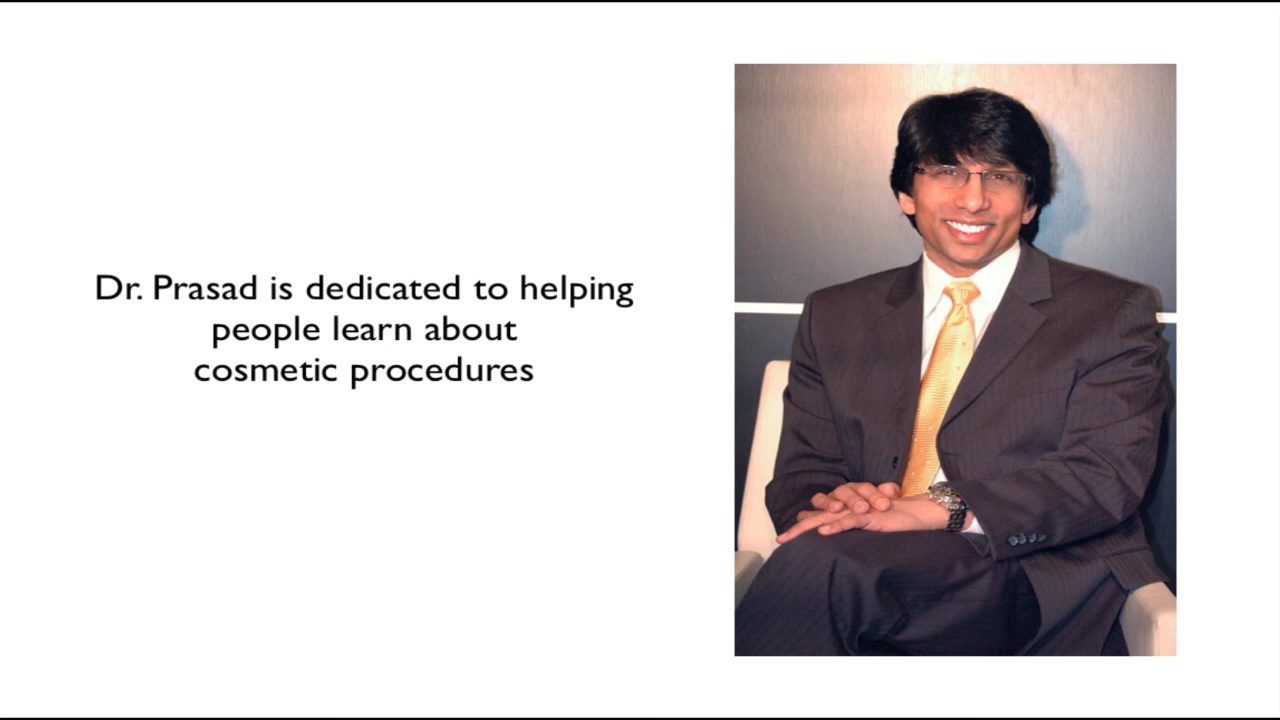 Dr. Prasad is dedicated to helping
people learn about
cosmetic procedures